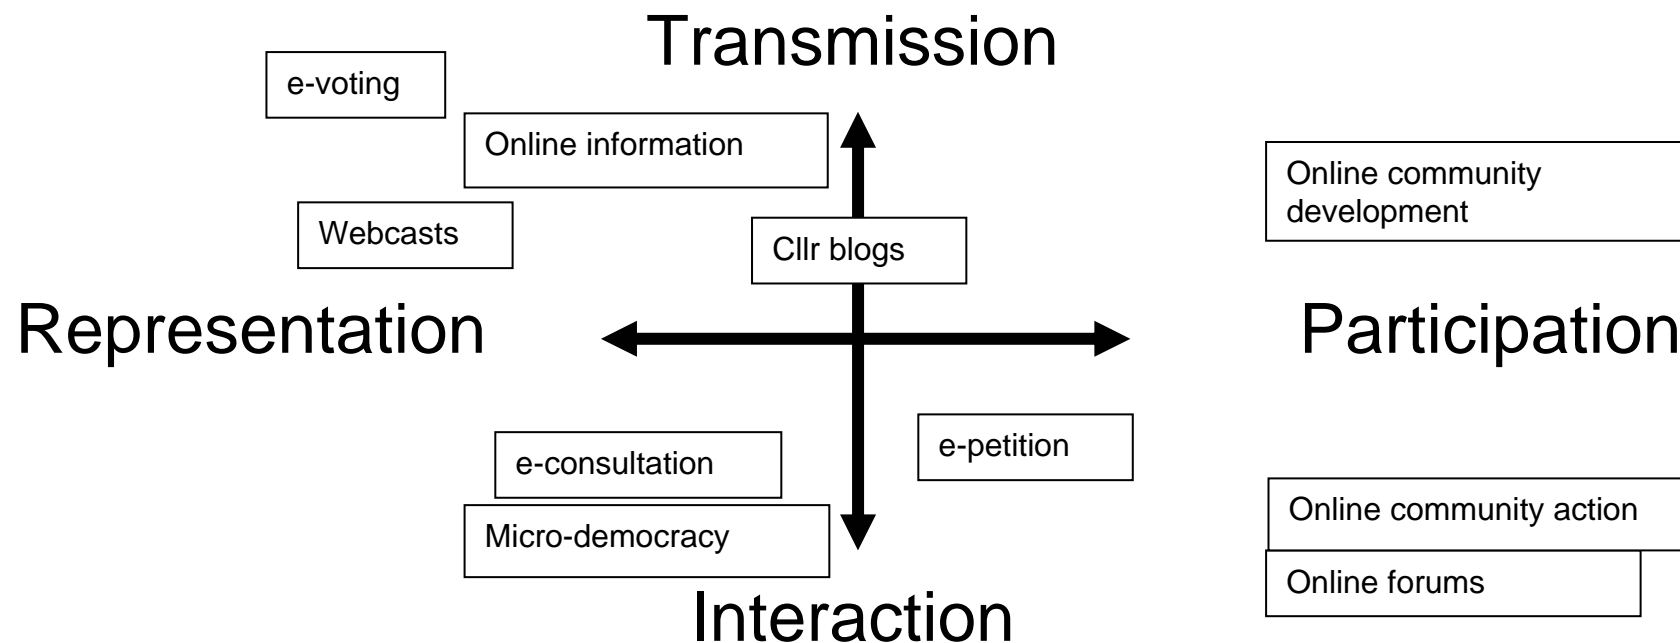 Transmission
e-voting
Online information
Online community
development
Webcasts
Cllr blogs
Representation
Participation
e-petition
e-consultation
Online community action
Micro-democracy
Online forums
Interaction